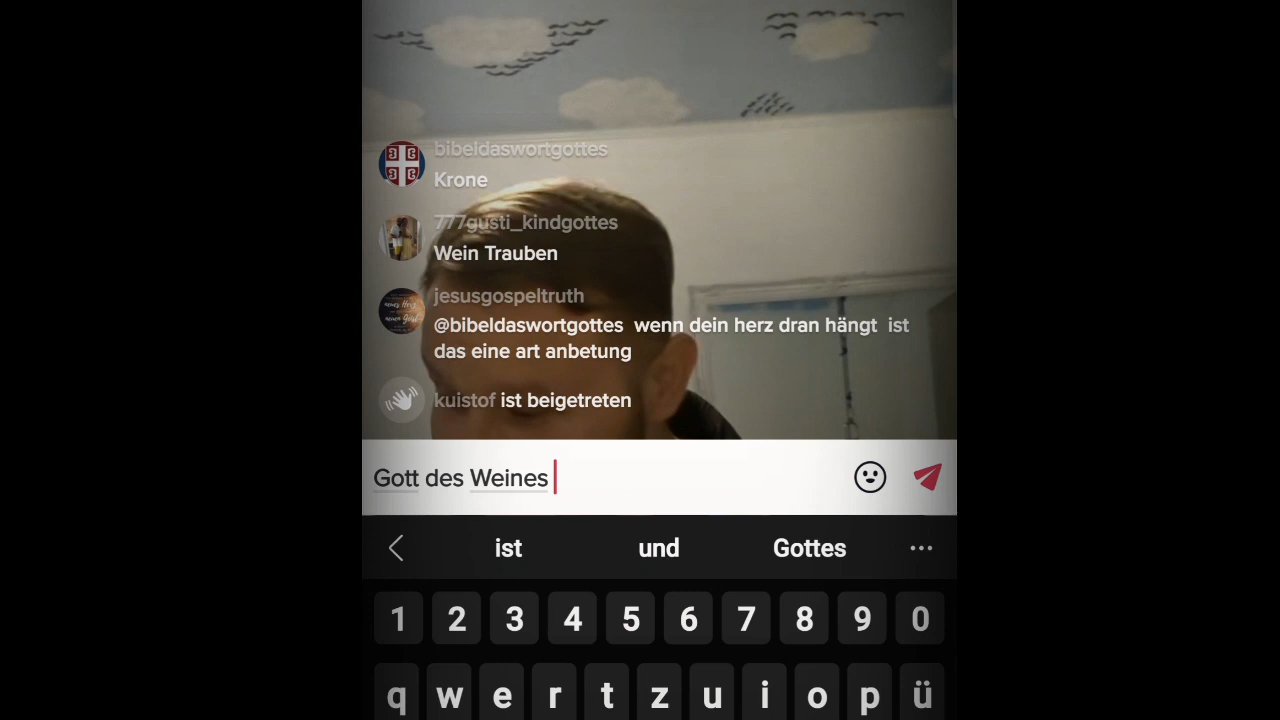 bibeldaswortgottes
Krone
777gusti_kindgottes
Wein Trauben
jesusgospeltruth
@bibeldaswortgottes wenn dein herz dran hängt ist
das eine art anbetung
kuistof ist beigetreten
Gott des Weines
ist und Gottes
1 2 3 4 5 6 7 8 9 0
q w e r t z u i o p ü